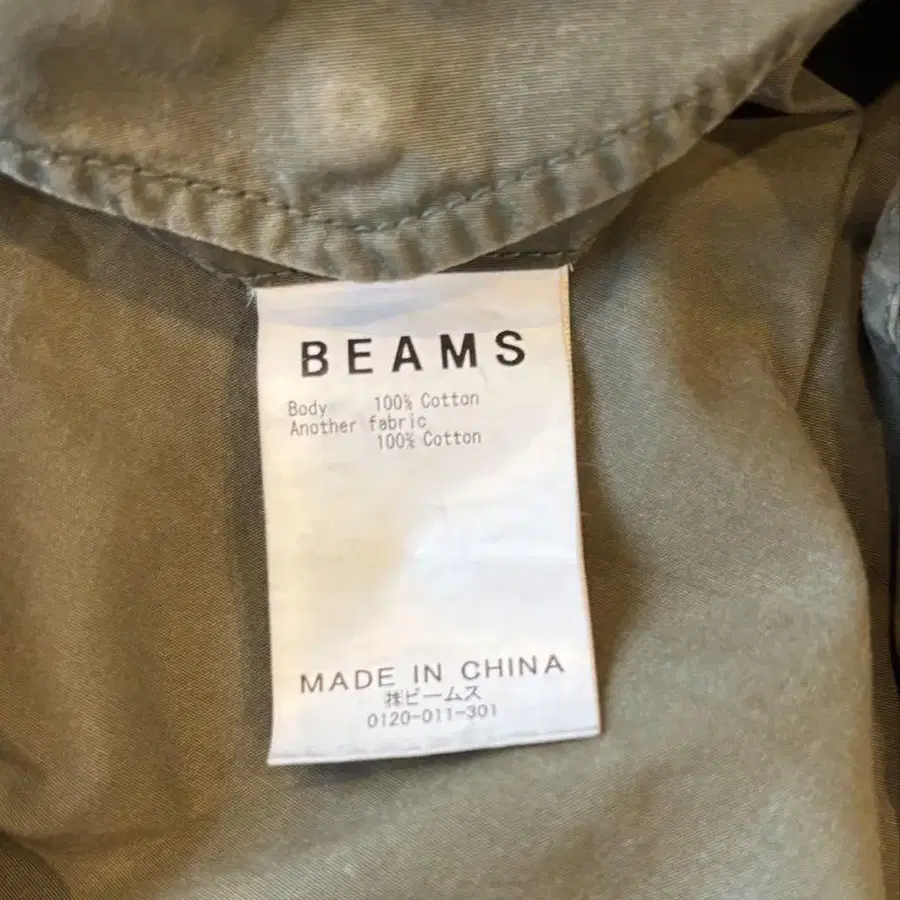 BEAMS
Body 100% Cotton
Another fabric
100% Cotton
MADE IN CHINA
㈱ビームス
0120-011-301